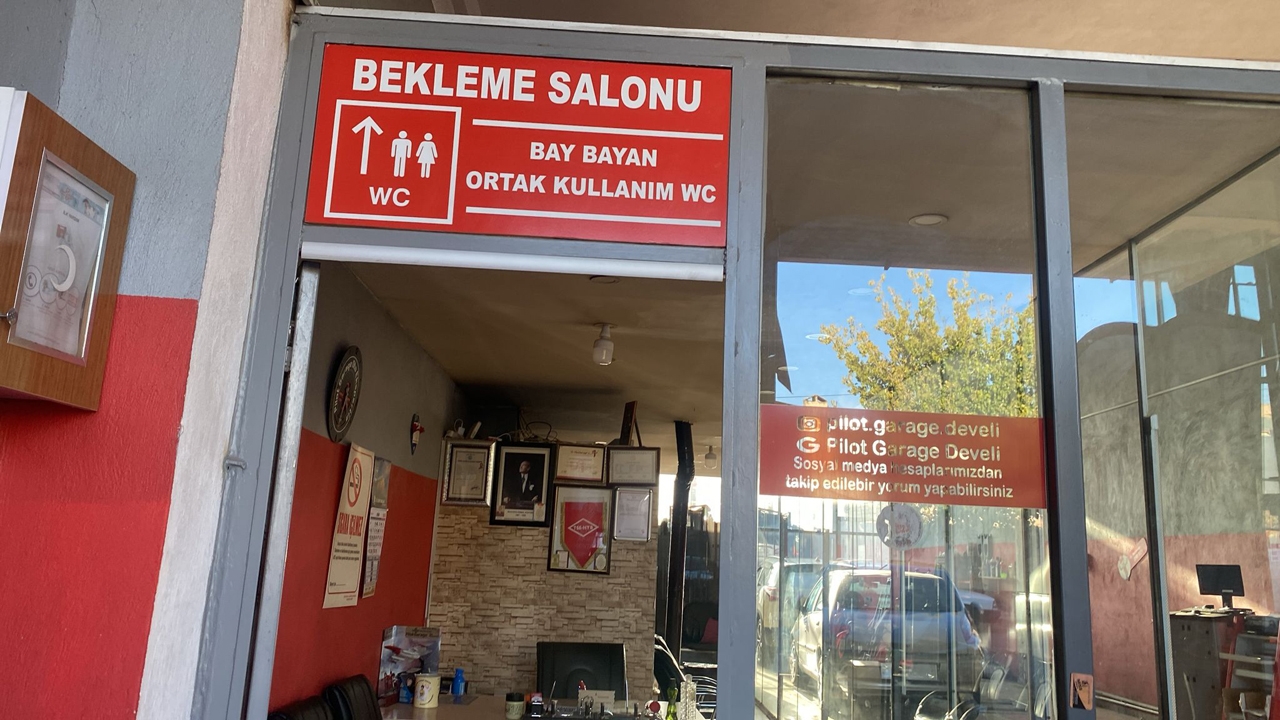 BEKLEME SALONU
WC
BAY BAYAN
ORTAK KULLANIM WC
pilot.garage.develi
G Pilot Garage Develi
Sosyal medya hesaplarımızdan
takip edilebir yorum yapabilirsiniz